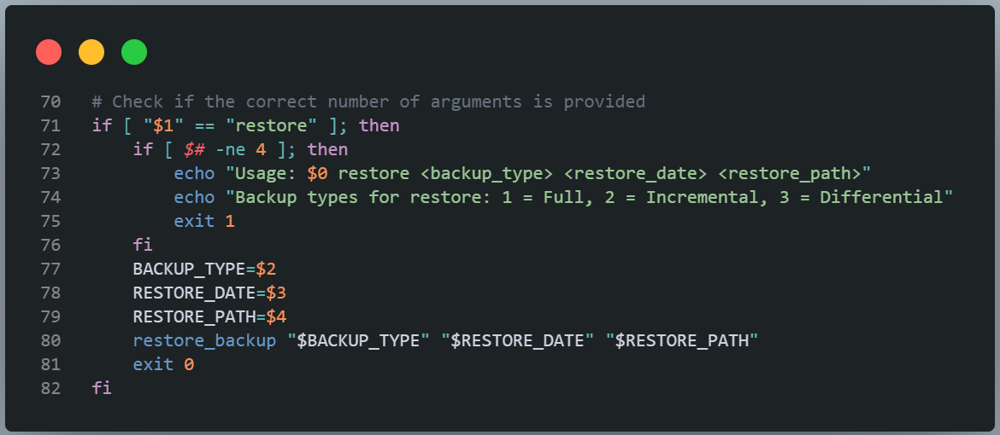 70 # Check if the correct number of arguments is provided
71 if [ "$1" == "restore" ]; then
72     if [ $# -ne 4 ]; then
73         echo "Usage: $0 restore <backup_type> <restore_date> <restore_path>"
74         echo "Backup types for restore: 1 = Full, 2 = Incremental, 3 = Differential"
75         exit 1
76     fi
77     BACKUP_TYPE=$2
78     RESTORE_DATE=$3
79     RESTORE_PATH=$4
80     restore_backup "$BACKUP_TYPE" "$RESTORE_DATE" "$RESTORE_PATH"
81     exit 0
82 fi